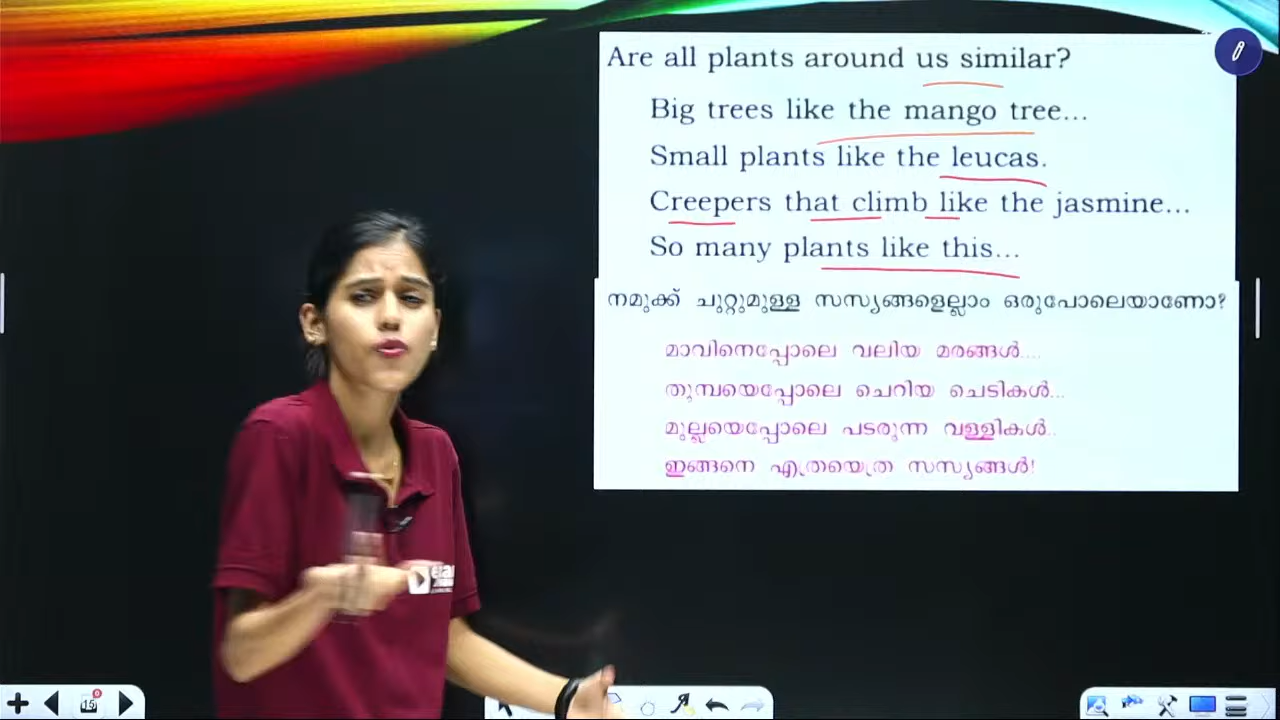 Are all plants around us similar?
Big trees like the mango tree...
Small plants like the leucas.
Creepers that climb like the jasmine...
So many plants like this...
നമുക്ക് ചുറ്റുമുള്ള സസ്യങ്ങളെല്ലാം ഒരുപോലെയാണോ?
മാവിനെപ്പോലെ വലിയ മരങ്ങൾ....
തുമ്പയെപ്പോലെ ചെറിയ ചെടികൾ...
മുല്ലയെപ്പോലെ പടരുന്ന വള്ളികൾ..
ഇങ്ങനെ എത്രയെത്ര സസ്യങ്ങൾ!
15